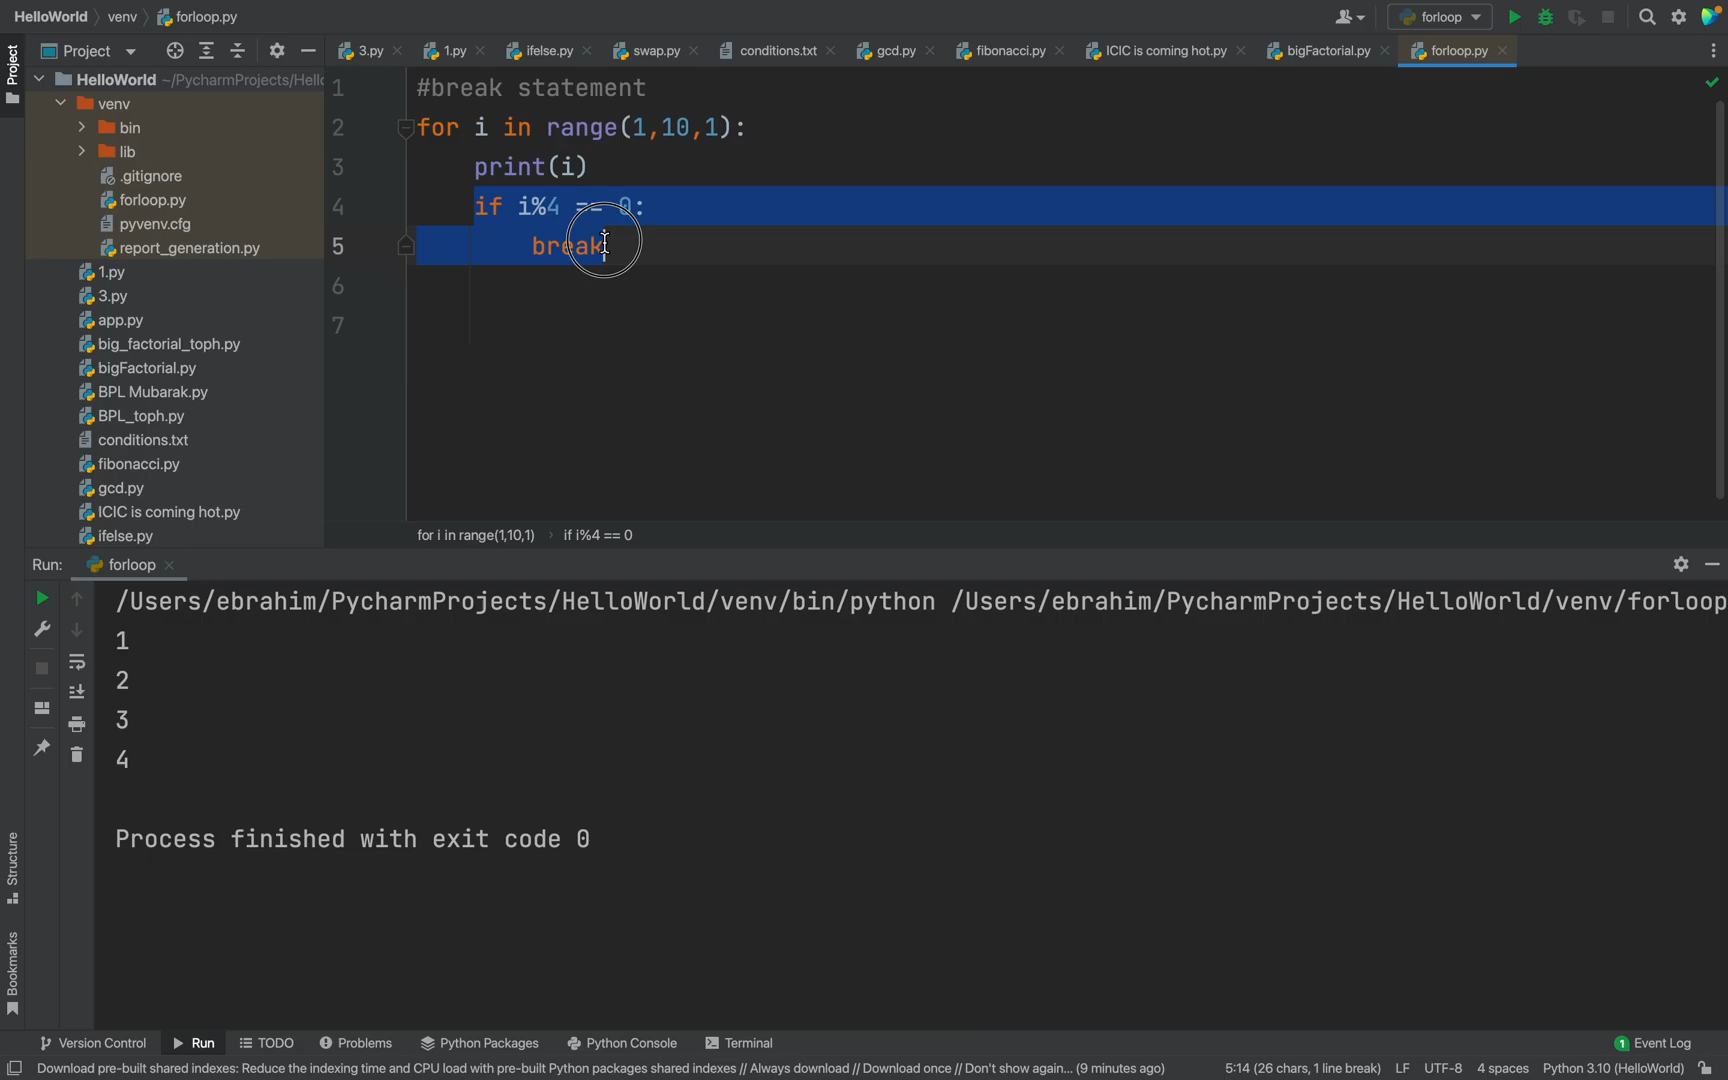 HelloWorld venv forloop.py
forloop
Project
Project
3.py 1.py ifelse.py swap.py conditions.txt gcd.py fibonacci.py ICIC is coming hot.py bigFactorial.py forloop.py
HelloWorld ~/PycharmProjects/Hello
venv
bin
lib
.gitignore
forloop.py
pyvenv.cfg
report_generation.py
1.py
3.py
app.py
big_factorial_toph.py
bigFactorial.py
BPL Mubarak.py
BPL_toph.py
conditions.txt
fibonacci.py
gcd.py
ICIC is coming hot.py
ifelse.py
1 #break statement
2 for i in range(1,10,1):
3 print(i)
4 if i%4 == 0:
5 break
6
7
for i in range(1,10,1) › if i%4 == 0
Run: forloop
/Users/ebrahim/PycharmProjects/HelloWorld/venv/bin/python /Users/ebrahim/PycharmProjects/HelloWorld/venv/forloop
1
2
3
4
Process finished with exit code 0
Structure
Bookmarks
Version Control Run TODO Problems Python Packages Python Console Terminal 1 Event Log
Download pre-built shared indexes: Reduce the indexing time and CPU load with pre-built Python packages shared indexes // Always download // Download once // Don't show again... (9 minutes ago) 5:14 (26 chars, 1 line break) LF UTF-8 4 spaces Python 3.10 (HelloWorld)